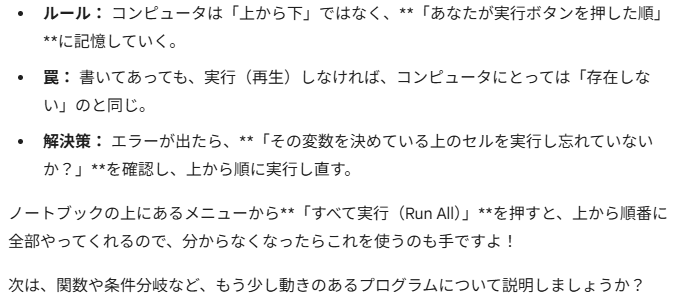 • ルール： コンピュータは「上から下」ではなく、**「あなたが実行ボタンを押した順」
**に記憶していく。
• 罠： 書いてあっても、実行（再生）しなければ、コンピュータにとっては「存在しな
い」のと同じ。
• 解決策： エラーが出たら、**「その変数を決めている上のセルを実行し忘れていない
か？」**を確認し、上から順に実行し直す。
ノートブックの上にあるメニューから**「すべて実行（Run All）」**を押すと、上から順番に
全部やってくれるので、分からなくなったらこれを使うのも手ですよ！
次は、関数や条件分岐など、もう少し動きのあるプログラムについて説明しましょうか？